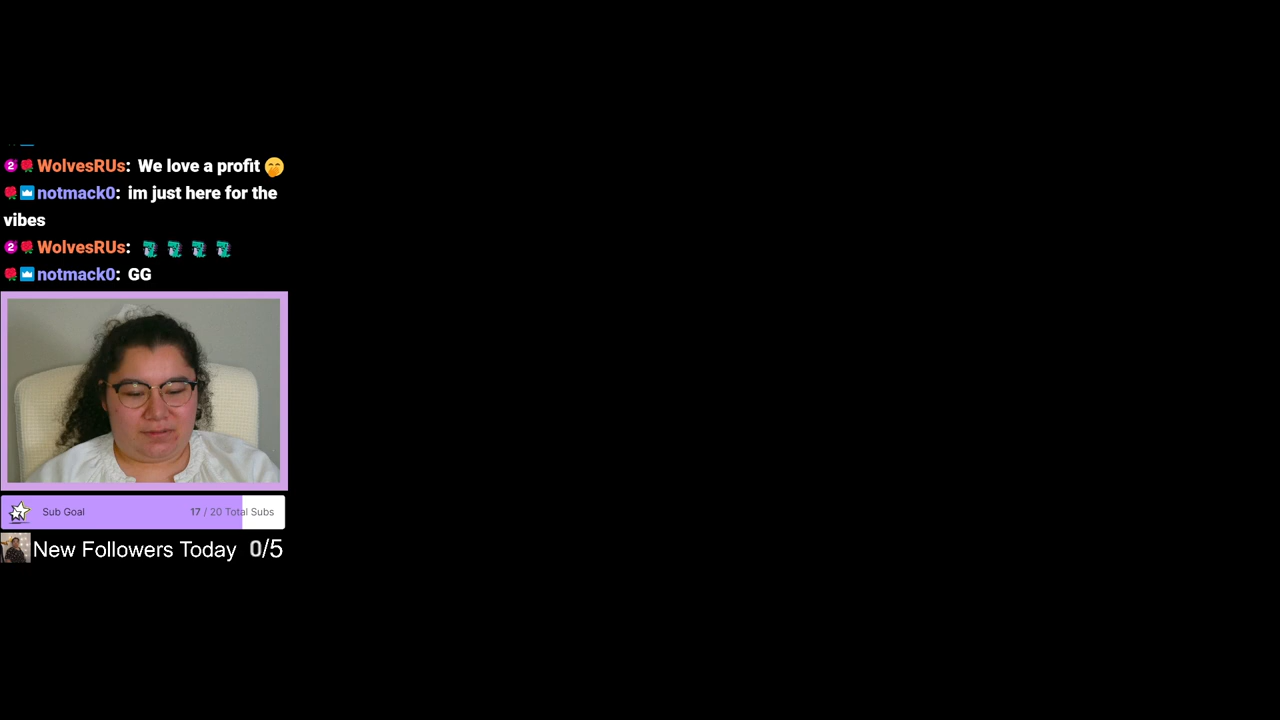 WolvesRUs: We love a profit 🤭
notmack0: im just here for the
vibes
WolvesRUs:
notmack0: GG
Sub Goal 17 / 20 Total Subs
New Followers Today 0/5